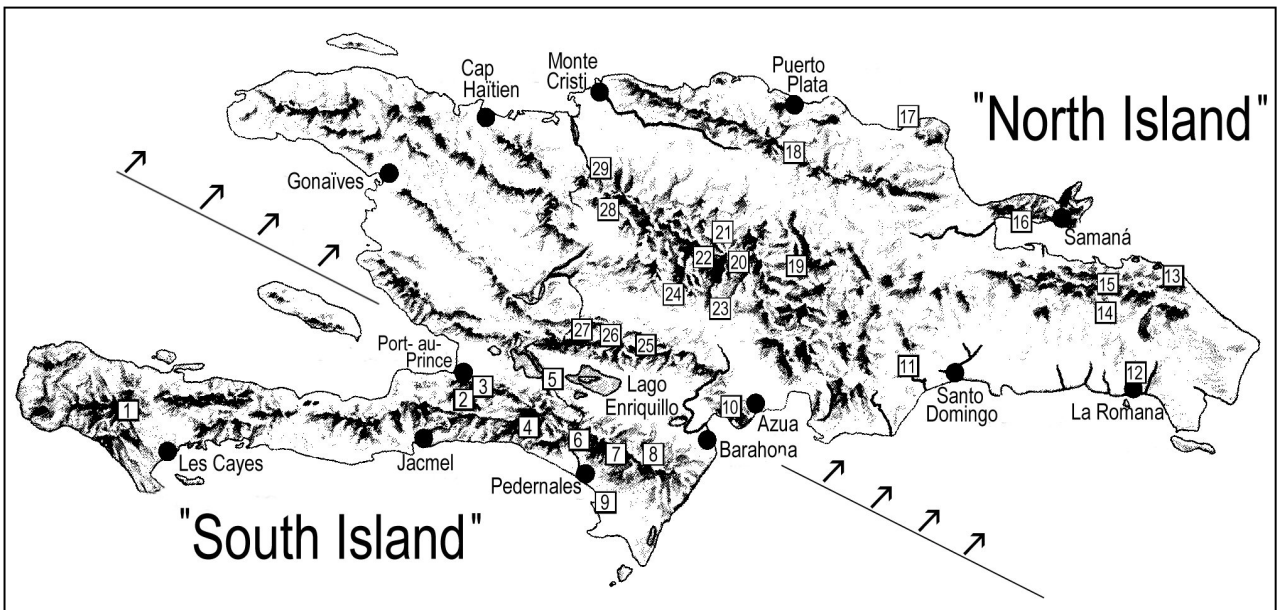 Cap
Haïtien
Monte
Cristi
Puerto
Plata
17
"North Island"
18
29
Gonaïves
28
16
Samaná
21
22
20
19
13
15
24
23
14
27
26
25
Port- au-
Prince
5
Lago
Enriquillo
3
2
11
Santo
Domingo
12
La Romana
1
10
Azua
4
6
7
8
Barahona
Les Cayes
Jacmel
Pedernales
9
"South Island"